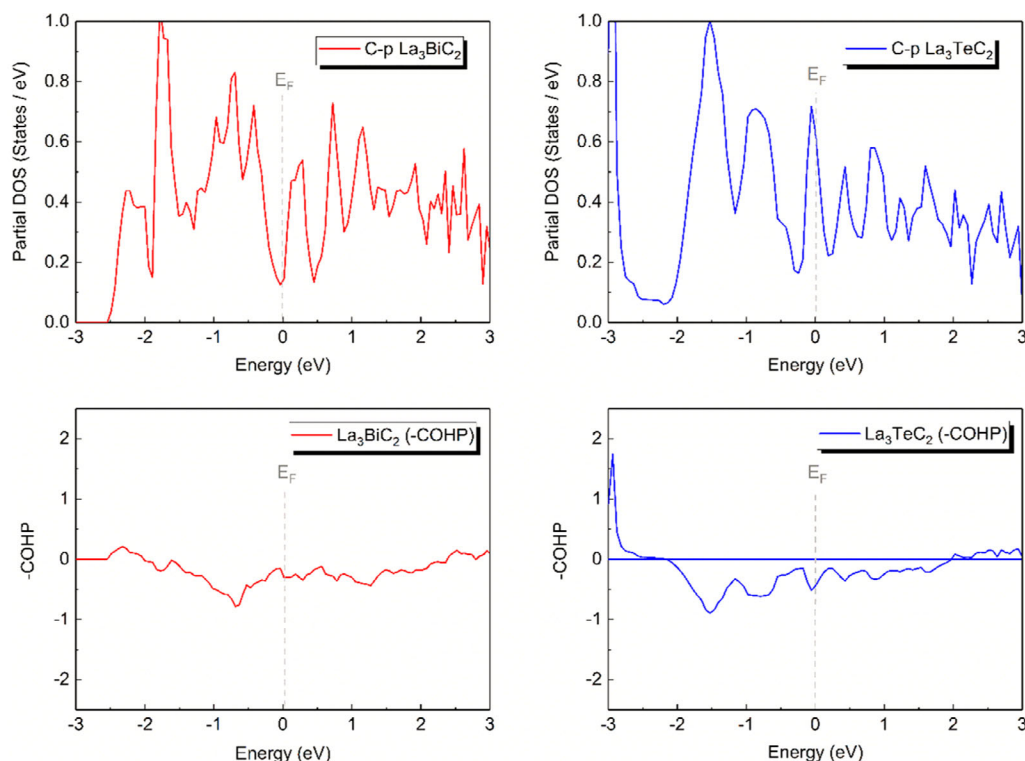 C-p La₃BiC₂
E_F
Partial DOS (States / eV)
1.0
0.8
0.6
0.4
0.2
0.0
-3 -2 -1 0 1 2 3
Energy (eV)
C-p La₃TeC₂
E_F
Partial DOS (States / eV)
1.0
0.8
0.6
0.4
0.2
0.0
-3 -2 -1 0 1 2 3
Energy (eV)
La₃BiC₂ (-COHP)
E_F
-COHP
2
1
0
-1
-2
-3 -2 -1 0 1 2 3
Energy (eV)
La₃TeC₂ (-COHP)
E_F
-COHP
2
1
0
-1
-2
-3 -2 -1 0 1 2 3
Energy (eV)